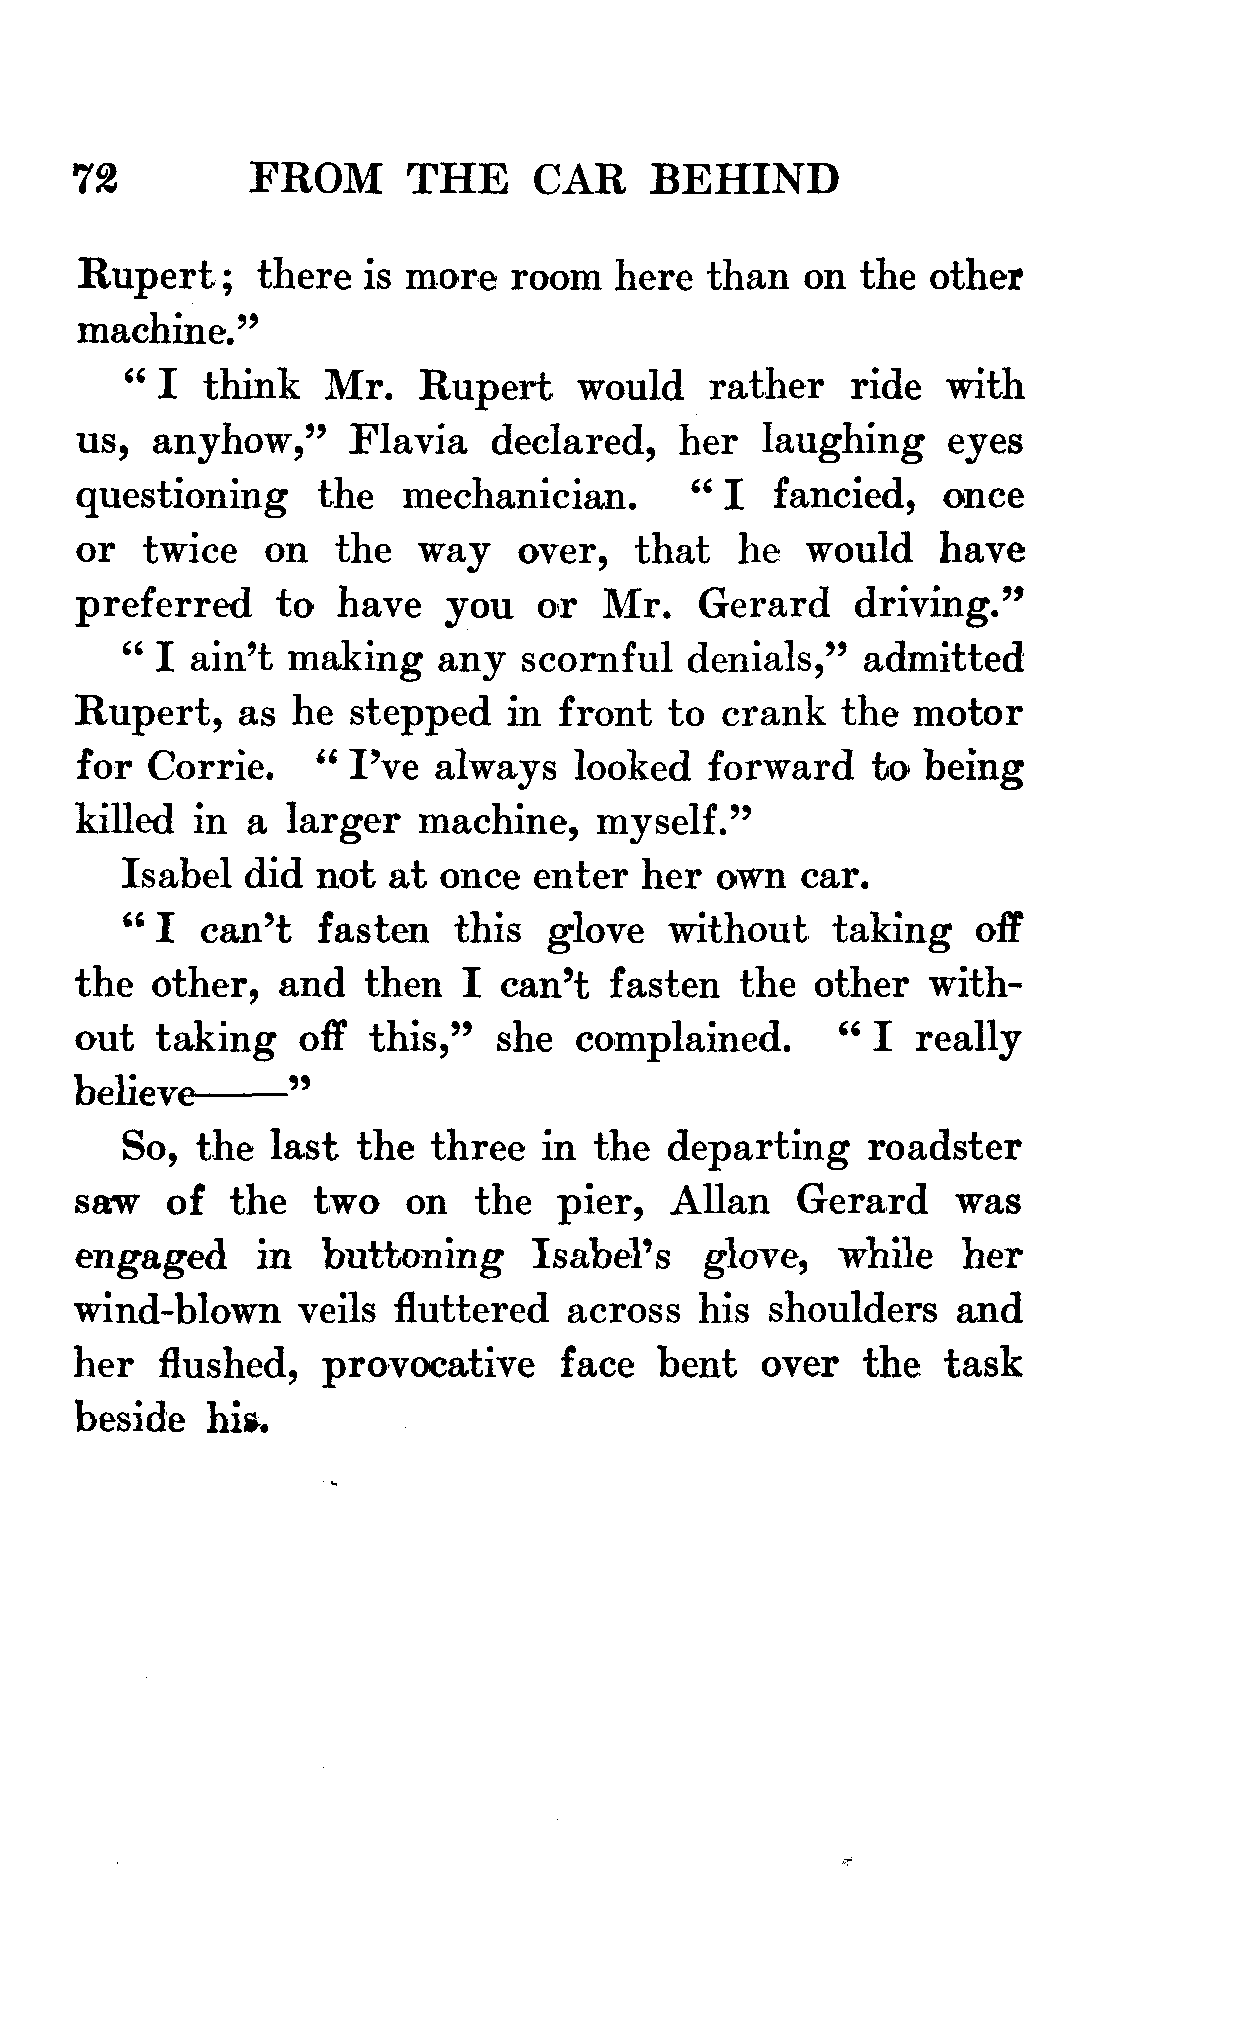 72 FROM THE CAR BEHIND
Rupert; there is more room here than on the other
machine."
"I think Mr. Rupert would rather ride with
us, anyhow," Flavia declared, her laughing eyes
questioning the mechanician. "I fancied, once
or twice on the way over, that he would have
preferred to have you or Mr. Gerard driving."
"I ain't making any scornful denials," admitted
Rupert, as he stepped in front to crank the motor
for Corrie. "I've always looked forward to being
killed in a larger machine, myself."
Isabel did not at once enter her own car.
"I can't fasten this glove without taking off
the other, and then I can't fasten the other with-
out taking off this," she complained. "I really
believe——"
So, the last the three in the departing roadster
saw of the two on the pier, Allan Gerard was
engaged in buttoning Isabel's glove, while her
wind-blown veils fluttered across his shoulders and
her flushed, provocative face bent over the task
beside his.